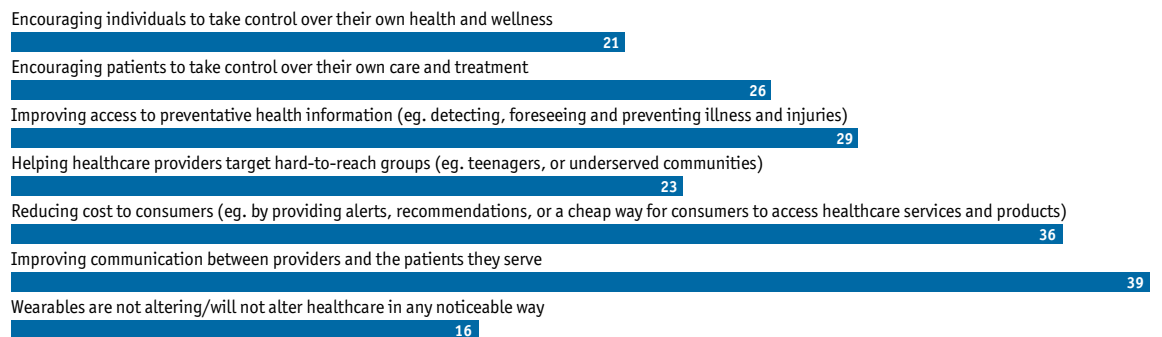 Encouraging individuals to take control over their own health and wellness
21
Encouraging patients to take control over their own care and treatment
26
Improving access to preventative health information (eg. detecting, foreseeing and preventing illness and injuries)
29
Helping healthcare providers target hard-to-reach groups (eg. teenagers, or underserved communities)
23
Reducing cost to consumers (eg. by providing alerts, recommendations, or a cheap way for consumers to access healthcare services and products)
36
Improving communication between providers and the patients they serve
39
Wearables are not altering/will not alter healthcare in any noticeable way
16